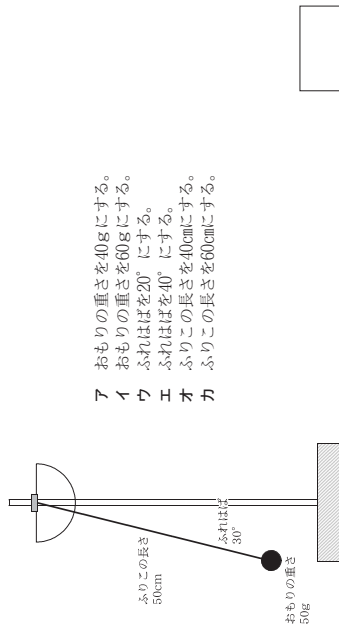 ア おもりの重さを40gにする。
イ おもりの重さを60gにする。
ウ ふれはばを20°にする。
エ ふれはばを40°にする。
オ ふりこの長さを40cmにする。
カ ふりこの長さを60cmにする。
ふりこの長さ
50cm
ふれはば
30°
おもりの重さ
50g